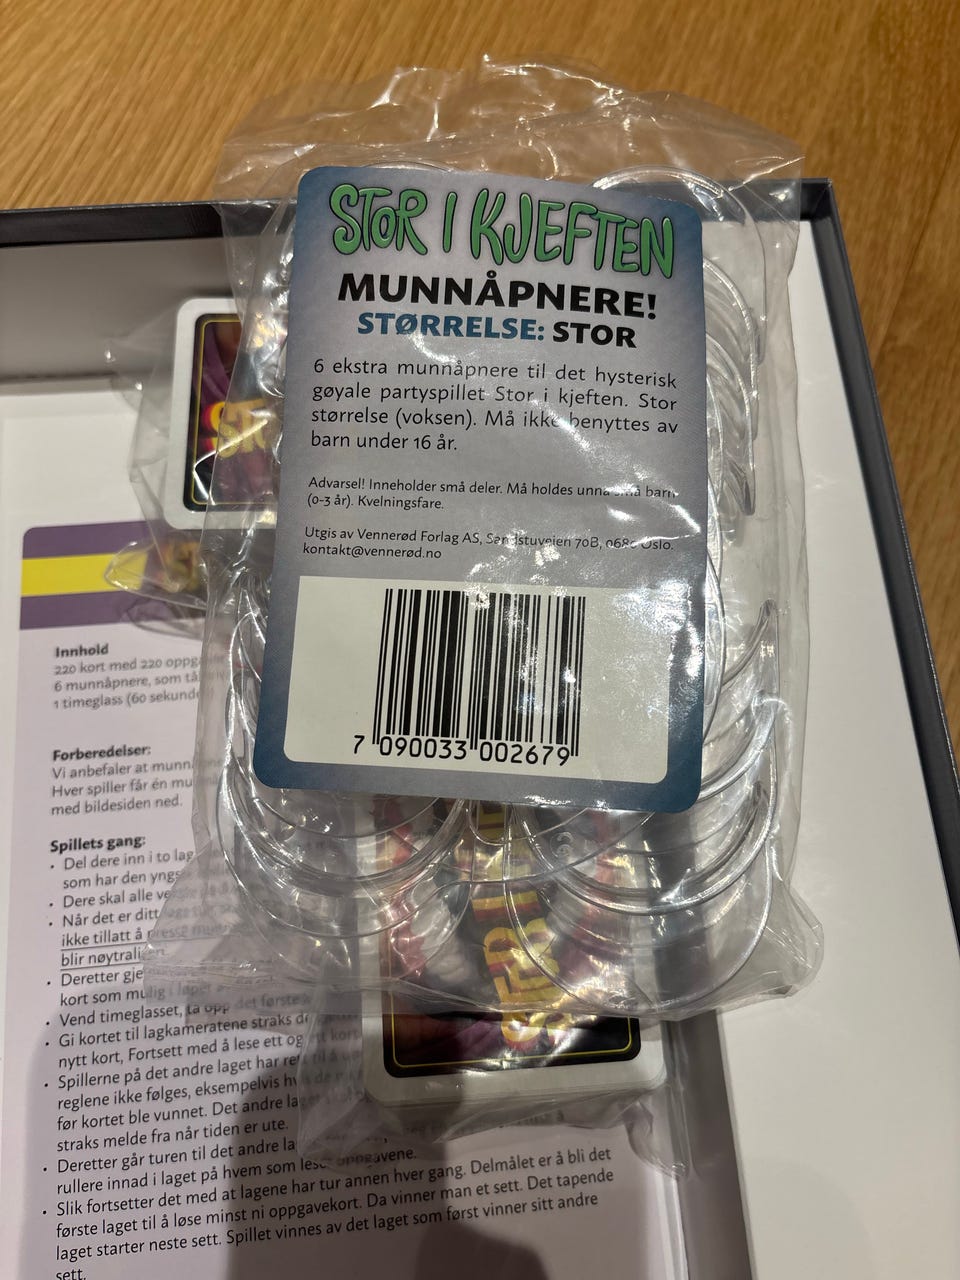 STOR I KJEFTEN
MUNNÅPNERE!
STØRRELSE: STOR
6 ekstra munnåpnere til det hysterisk
gøyale partyspillet Stor i kjeften. Stor
størrelse (voksen). Må ikke benyttes av
barn under 16 år.
Advarsel! Inneholder små deler. Må holdes unna små barn
(0-3 år). Kvelningsfare.
Utgis av Vennerød Forlag AS, Sandstuveien 70B, 0680 Oslo.
kontakt@vennerød.no
7 090033 002679
Innhold
220 kort med 220
6 munnåpnere, som
1 timeglass (60
Forberedelser:
Vi anbefaler at
Hver spiller får én
med bildesiden ned.
Spillets gang:
• Del dere inn i to lag
som har den
• Dere skal alle
• Når det er ditt
ikke tillatt å presse
blir
• Deretter
kort som mulig i løpet
• Vend timeglasset, ta opp det første
• Gi kortet til lagkameratene straks
nytt kort, Fortsett med å lese ett og ett kort
• Spillerne på det andre laget har rett til å
reglene ikke følges, eksempelvis hvis
før kortet ble vunnet. Det andre laget skal
straks melde fra når tiden er ute.
• Deretter går turen til det andre
rullere innad i laget på hvem som leser oppgavene.
• Slik fortsetter det med at lagene har tur annen hver gang. Delmålet er å bli det
første laget til å løse minst ni oppgavekort. Da vinner man et sett. Det tapende
laget starter neste sett. Spillet vinnes av det laget som først vinner sitt andre
sett.